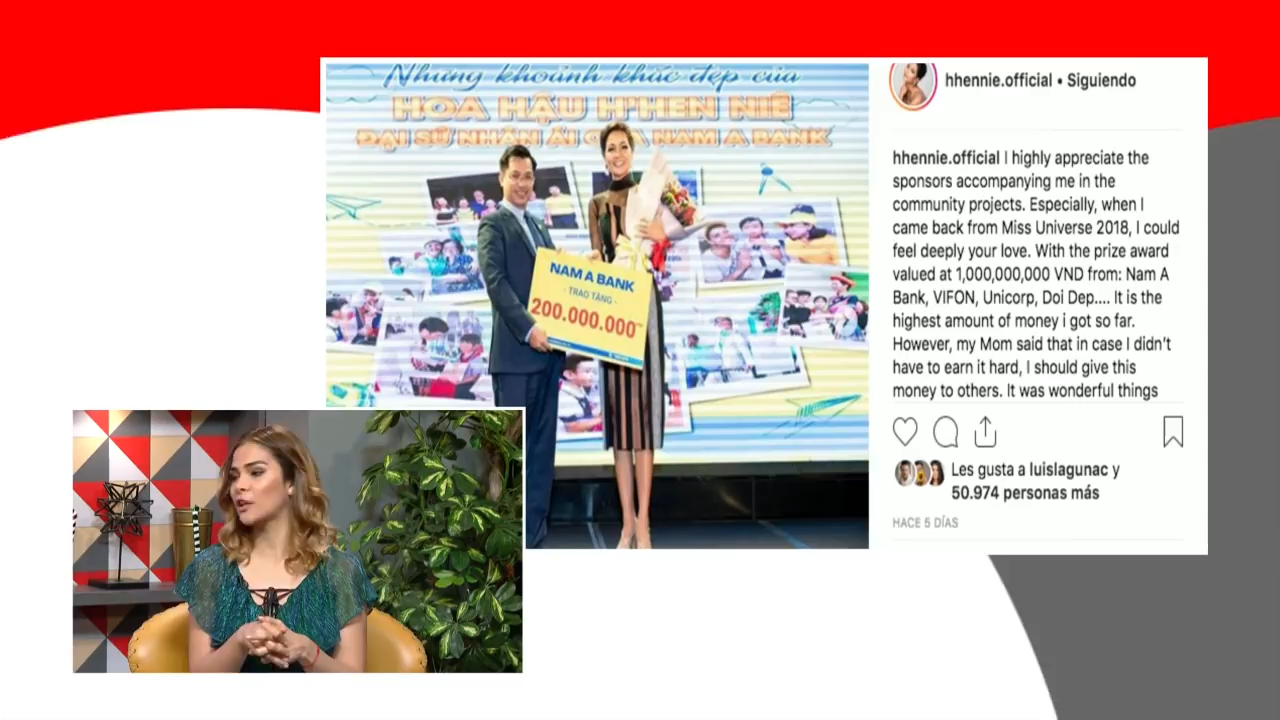 Những khoảnh khắc đẹp của
HOA HẬU H'HEN NIÊ
ĐẠI SỨ NHÂN ÁI CỦA NAM A BANK
NAM A BANK
- TRAO TẶNG -
200.000.000
hhennie.official • Siguiendo
hhennie.official I highly appreciate the
sponsors accompanying me in the
community projects. Especially, when I
came back from Miss Universe 2018, I could
feel deeply your love. With the prize award
valued at 1,000,000,000 VND from: Nam A
Bank, VIFON, Unicorp, Doi Dep.... It is the
highest amount of money i got so far.
However, my Mom said that in case I didn't
have to earn it hard, I should give this
money to others. It was wonderful things
Les gusta a luislagunac y
50.974 personas más
HACE 5 DÍAS